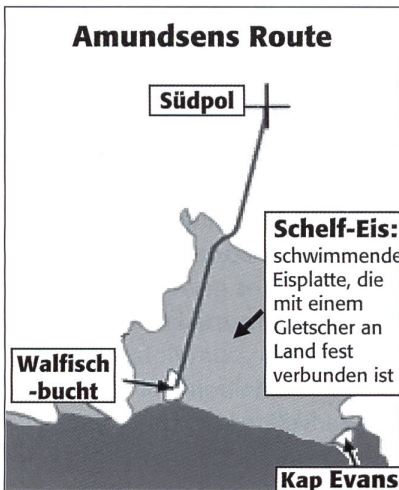 Amundsens Route
Südpol
Schelf-Eis:
schwimmende
Eisplatte, die
mit einem
Gletscher an
Land fest
verbunden ist
Walfisch
-bucht
Kap Evans